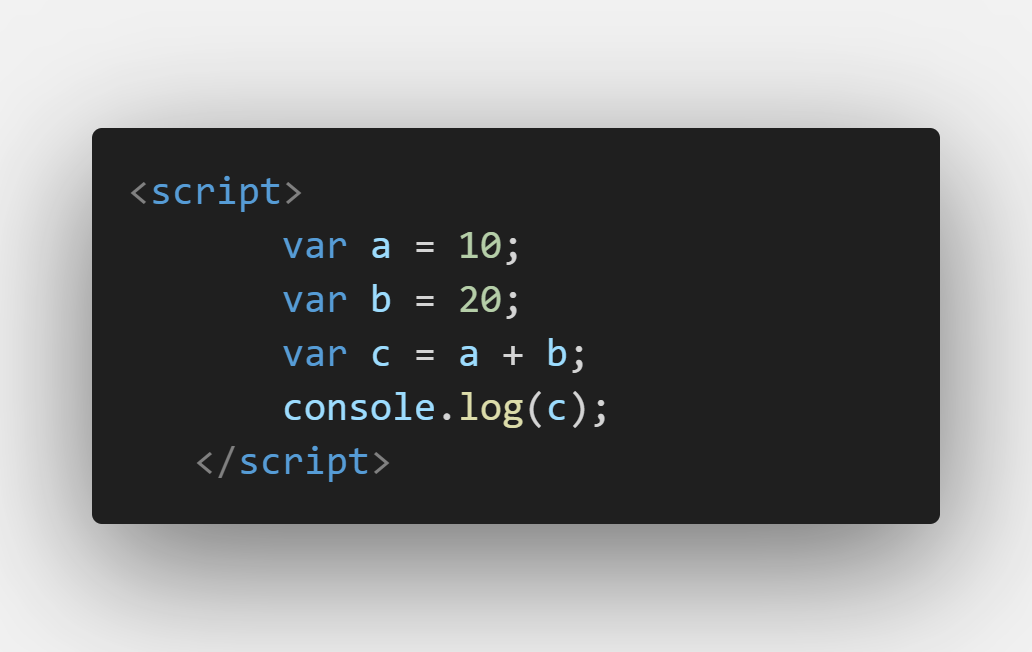 <script>
var a = 10;
var b = 20;
var c = a + b;
console.log(c);
</script>